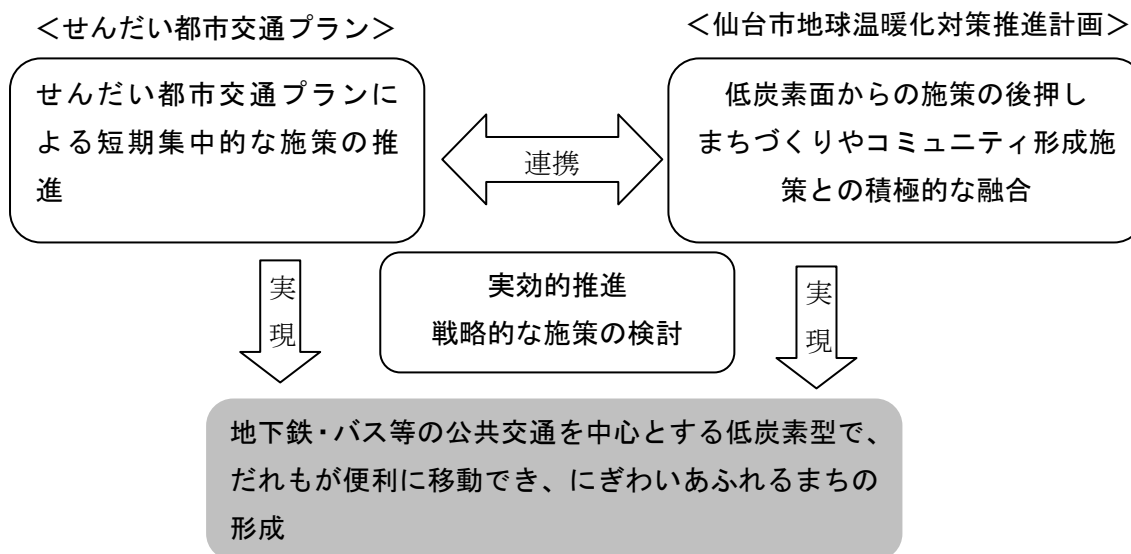 ＜せんだい都市交通プラン＞
＜仙台市地球温暖化対策推進計画＞
せんだい都市交通プランに
よる短期集中的な施策の推
進
連携
低炭素面からの施策の後押し
まちづくりやコミュニティ形成施
策との積極的な融合
実現
実効的推進
戦略的な施策の検討
実現
地下鉄・バス等の公共交通を中心とする低炭素型で、
だれもが便利に移動でき、にぎわいあふれるまちの
形成